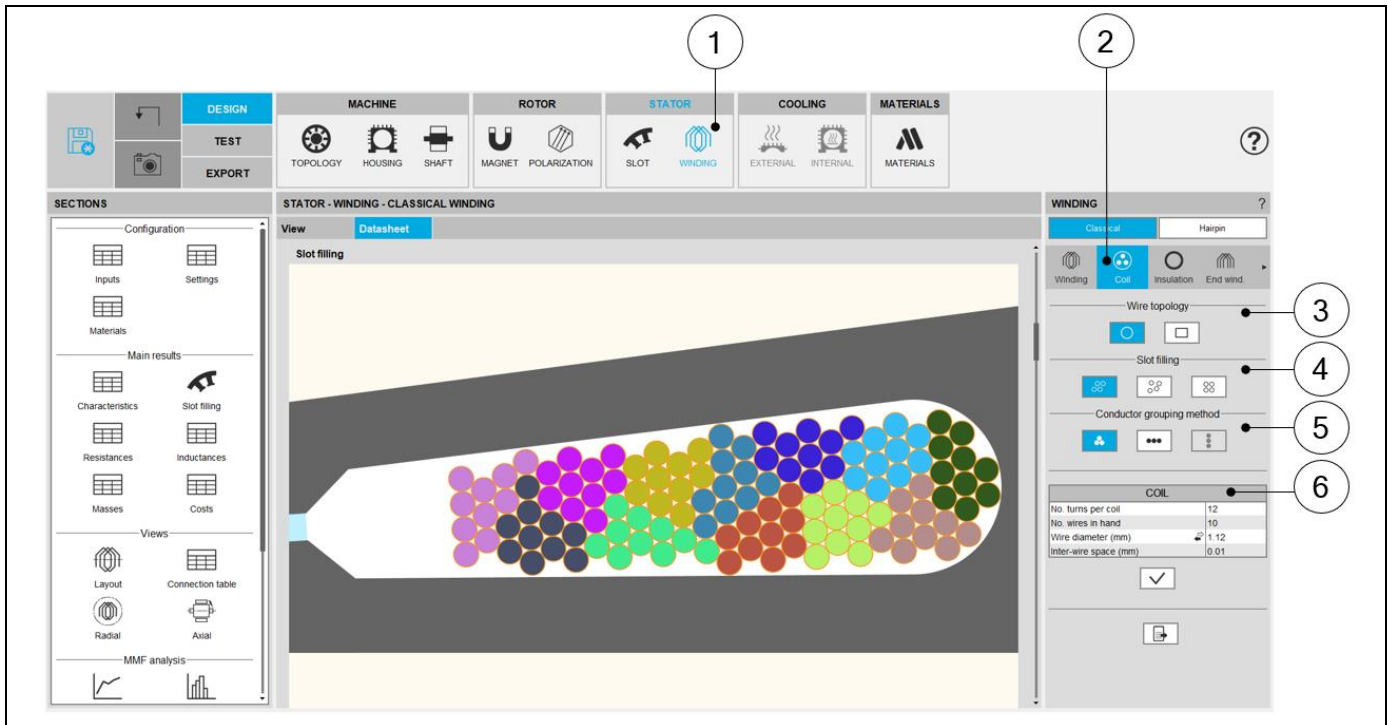 1
2
DESIGN
TEST
EXPORT
MACHINE
TOPOLOGY HOUSING SHAFT
ROTOR
MAGNET POLARIZATION
STATOR
SLOT WINDING
COOLING
EXTERNAL INTERNAL
MATERIALS
MATERIALS
?
SECTIONS
Configuration
Inputs Settings
Materials
Main results
Characteristics Slot filling
Resistances Inductances
Masses Costs
Views
Layout Connection table
Radial Axial
MMF analysis
STATOR - WINDING - CLASSICAL WINDING
View Datasheet
Slot filling
WINDING ?
Classical Hairpin
Winding Coil Insulation End wind.
Wire topology
3
Slot filling
4
Conductor grouping method
5
COIL
6
No. turns per coil 12
No. wires in hand 10
Wire diameter (mm) 1.12
Inter-wire space (mm) 0.01